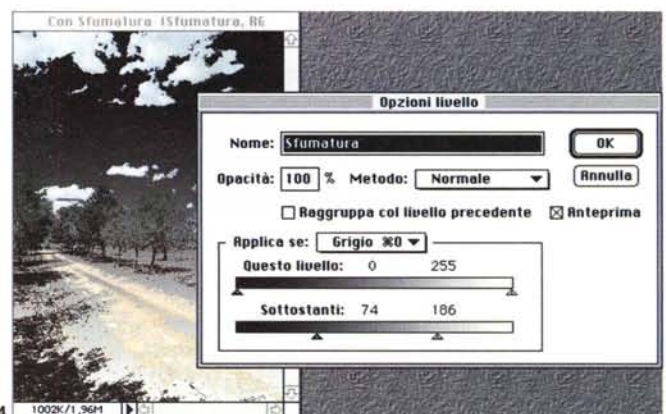 Con Sfumatura (Sfumatura, RG
Opzioni livello
Nome: Sfumatura
OK
Opacità: 100 % Metodo: Normale
Annulla
Raggruppa col livello precedente
Anteprima
Applica se: Grigio ⌘0
Questo livello: 0 255
Sottostanti: 74 186
1002K/1,96M